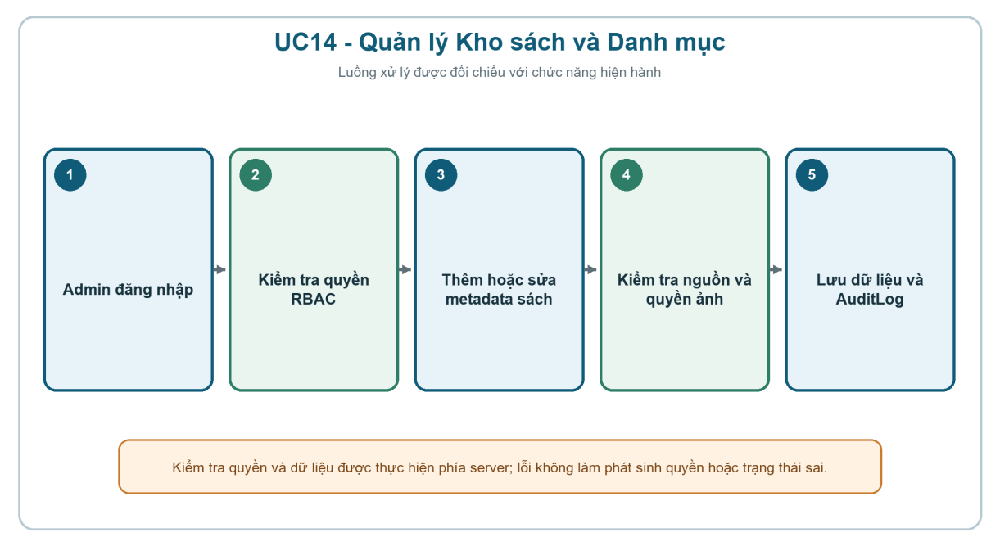 UC14 - Quản lý Kho sách và Danh mục
Luồng xử lý được đối chiếu với chức năng hiện hành
1
Admin đăng nhập
2
Kiểm tra quyền
RBAC
3
Thêm hoặc sửa
metadata sách
4
Kiểm tra nguồn và
quyền ảnh
5
Lưu dữ liệu và
AuditLog
Kiểm tra quyền và dữ liệu được thực hiện phía server; lỗi không làm phát sinh quyền hoặc trạng thái sai.